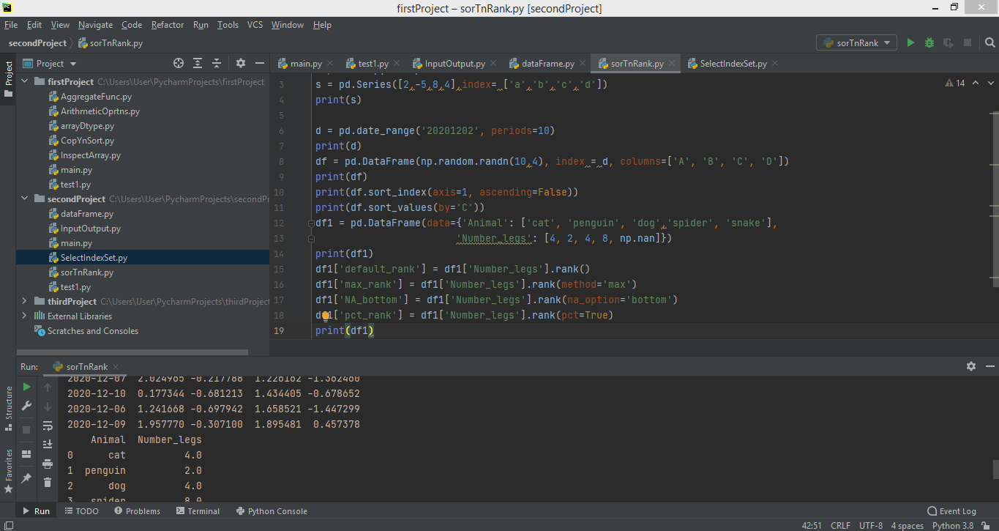 firstProject – sorTnRank.py [secondProject]
File Edit View Navigate Code Refactor Run Tools VCS Window Help
secondProject sorTnRank.py
sorTnRank
Project
Project
main.py test1.py InputOutput.py dataFrame.py sorTnRank.py SelectIndexSet.py
firstProject C:\Users\User\PycharmProjects\firstProject
AggregateFunc.py
ArithmeticOprtns.py
arrayDtype.py
CopYnSort.py
InspectArray.py
main.py
test1.py
secondProject C:\Users\User\PycharmProjects\secondPr
dataFrame.py
InputOutput.py
main.py
SelectIndexSet.py
sorTnRank.py
test1.py
thirdProject C:\Users\User\PycharmProjects\thirdProject
External Libraries
Scratches and Consoles
14
3 s = pd.Series([2,-5,8,4],index= ['a','b','c','d'])
4 print(s)
5
6 d = pd.date_range('20201202', periods=10)
7 print(d)
8 df = pd.DataFrame(np.random.randn(10,4), index = d, columns=['A', 'B', 'C', 'D'])
9 print(df)
10 print(df.sort_index(axis=1, ascending=False))
11 print(df.sort_values(by='C'))
12 df1 = pd.DataFrame(data={'Animal': ['cat', 'penguin', 'dog','spider', 'snake'],
13 'Number_legs': [4, 2, 4, 8, np.nan]})
14 print(df1)
15 df1['default_rank'] = df1['Number_legs'].rank()
16 df1['max_rank'] = df1['Number_legs'].rank(method='max')
17 df1['NA_bottom'] = df1['Number_legs'].rank(na_option='bottom')
18 df1['pct_rank'] = df1['Number_legs'].rank(pct=True)
19 print(df1)
Run: sorTnRank
2020-12-07 2.024965 -0.217788 1.226162 -1.362460
2020-12-10 0.177344 -0.681213 1.434405 -0.678652
2020-12-06 1.241668 -0.697942 1.658521 -1.447299
2020-12-09 1.957770 -0.307100 1.895481 0.457378
Animal Number_legs
0 cat 4.0
1 penguin 2.0
2 dog 4.0
3 spider 8.0
Structure
Favorites
Run TODO Problems Terminal Python Console Event Log
42:51 CRLF UTF-8 4 spaces Python 3.8